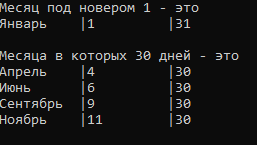 Месяц под новером 1 - это
Январь |1 |31
Месяца в которых 30 дней - это
Апрель |4 |30
Июнь |6 |30
Сентябрь |9 |30
Ноябрь |11 |30